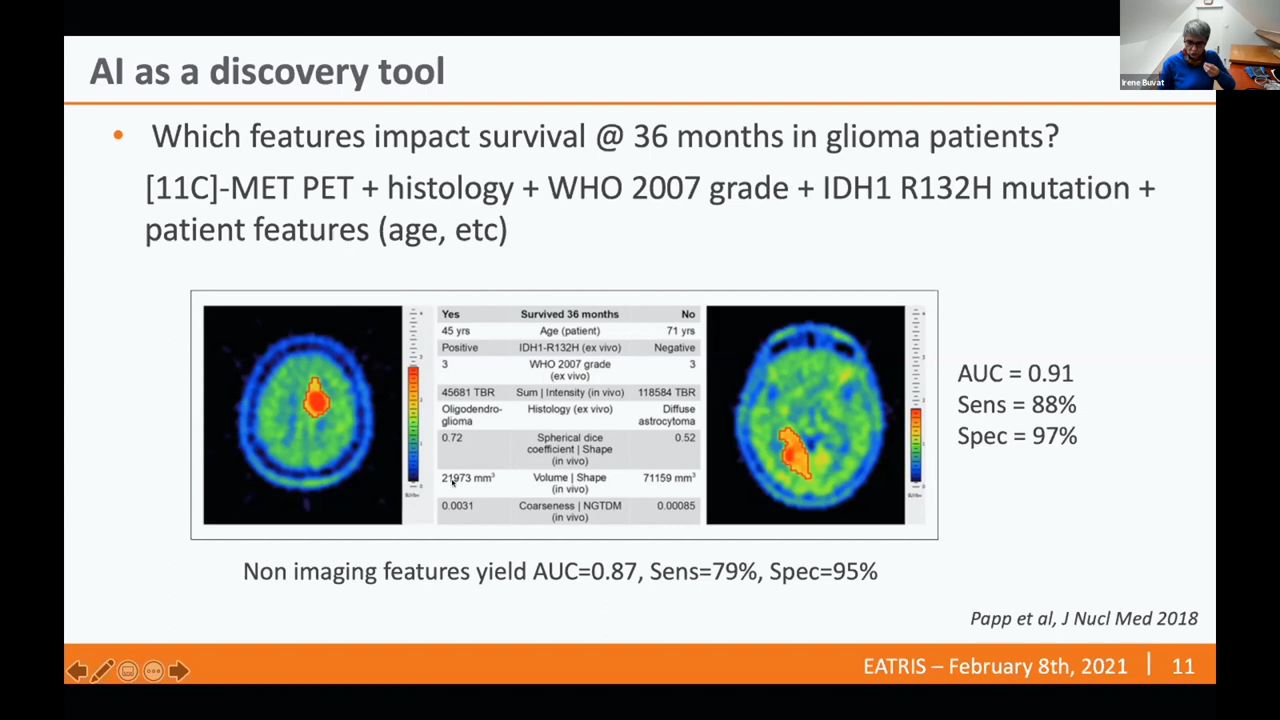 AI as a discovery tool
Irene Buvat
• Which features impact survival @ 36 months in glioma patients?
[11C]-MET PET + histology + WHO 2007 grade + IDH1 R132H mutation +
patient features (age, etc)
Yes Survived 36 months No
45 yrs Age (patient) 71 yrs
Positive IDH1-R132H (ex vivo) Negative
3 WHO 2007 grade 3
(ex vivo)
45681 TBR Sum | Intensity (in vivo) 118584 TBR
Oligodendro- Histology (ex vivo) Diffuse
glioma astrocytoma
0.72 Spherical dice 0.52
coefficient | Shape
(in vivo)
21973 mm³ Volume | Shape 71159 mm³
(in vivo)
0.0031 Coarseness | NGTDM 0.00085
(in vivo)
AUC = 0.91
Sens = 88%
Spec = 97%
Non imaging features yield AUC=0.87, Sens=79%, Spec=95%
Papp et al, J Nucl Med 2018
EATRIS – February 8th, 2021 | 11